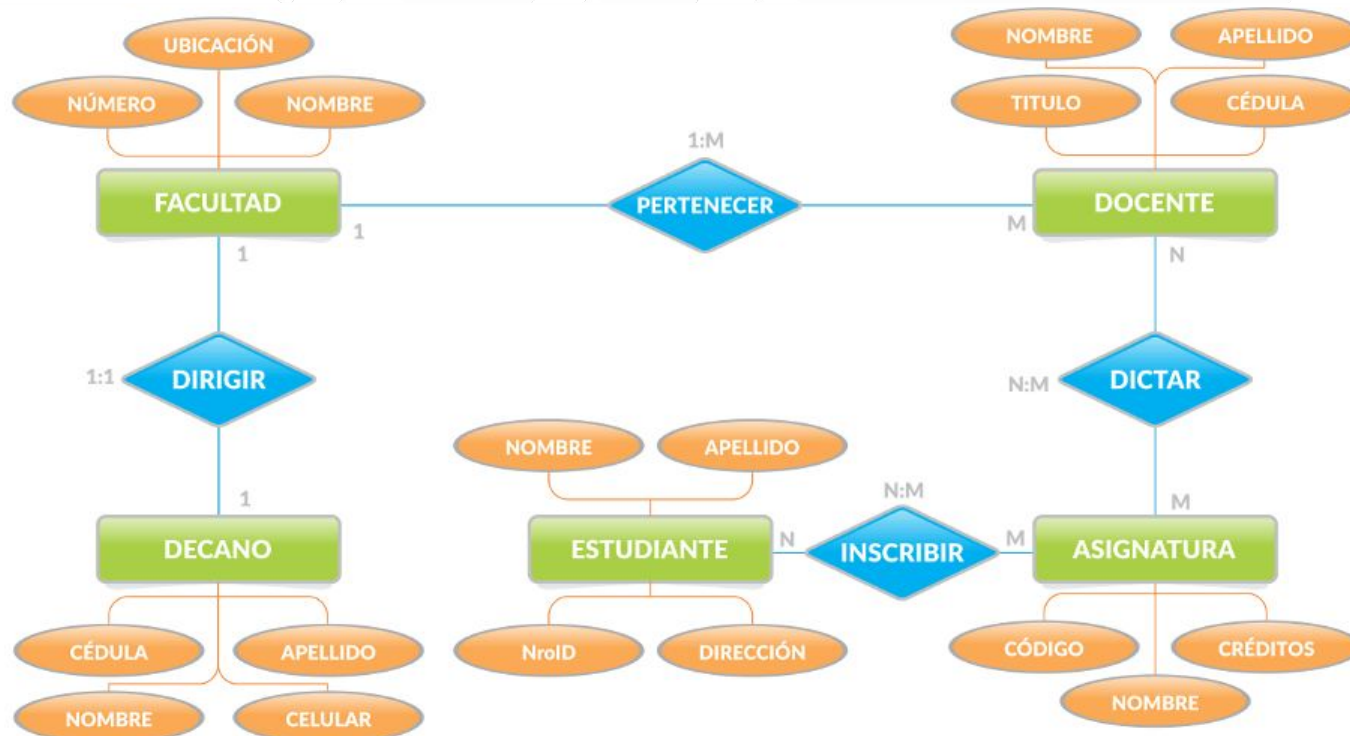 UBICACIÓN
NÚMERO
NOMBRE
FACULTAD
1
1
1:M
PERTENECER
NOMBRE
APELLIDO
TITULO
CÉDULA
DOCENTE
M
N
1:1
DIRIGIR
1
DECANO
CÉDULA
APELLIDO
NOMBRE
CELULAR
NOMBRE
APELLIDO
ESTUDIANTE
NroID
DIRECCIÓN
N
N:M
INSCRIBIR
M
N:M
DICTAR
M
ASIGNATURA
CÓDIGO
CRÉDITOS
NOMBRE